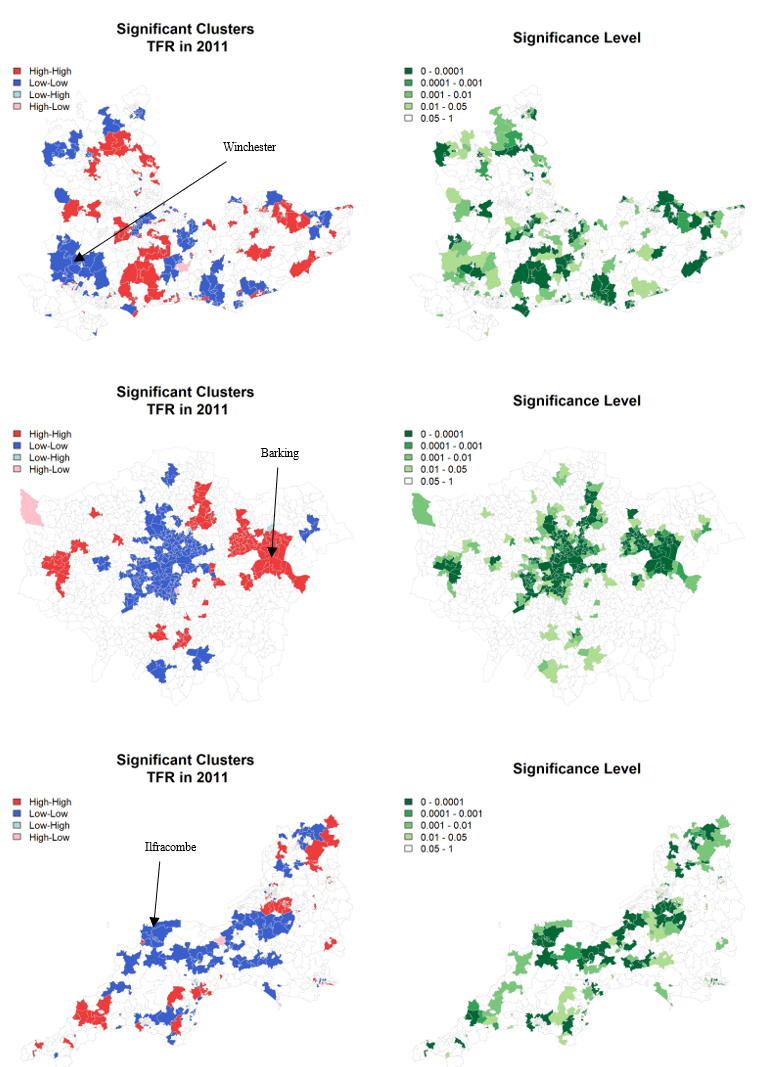 Significant Clusters
TFR in 2011
High-High
Low-Low
Low-High
High-Low
Winchester
Significance Level
0 - 0.0001
0.0001 - 0.001
0.001 - 0.01
0.01 - 0.05
0.05 - 1
Significant Clusters
TFR in 2011
High-High
Low-Low
Low-High
High-Low
Barking
Significance Level
0 - 0.0001
0.0001 - 0.001
0.001 - 0.01
0.01 - 0.05
0.05 - 1
Significant Clusters
TFR in 2011
High-High
Low-Low
Low-High
High-Low
Ilfracombe
Significance Level
0 - 0.0001
0.0001 - 0.001
0.001 - 0.01
0.01 - 0.05
0.05 - 1